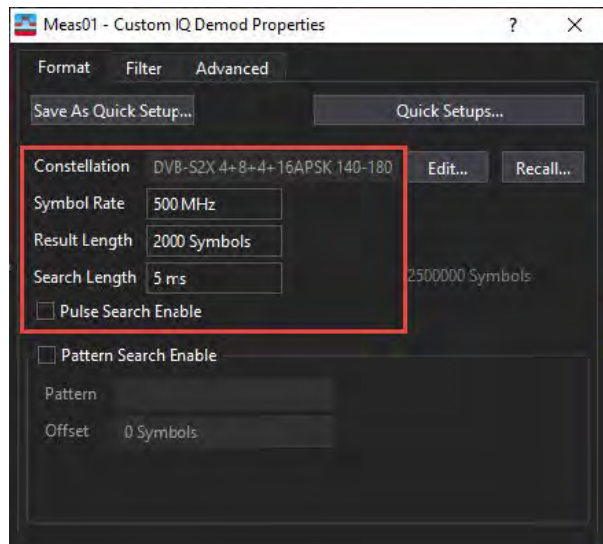 Meas01 - Custom IQ Demod Properties ? ×
Format Filter Advanced
Save As Quick Setup... Quick Setups...
Constellation DVB-S2X 4+8+4+16APSK 140-180 Edit... Recall...
Symbol Rate 500 MHz
Result Length 2000 Symbols
Search Length 5 ms 2500000 Symbols
Pulse Search Enable
Pattern Search Enable
Pattern
Offset 0 Symbols